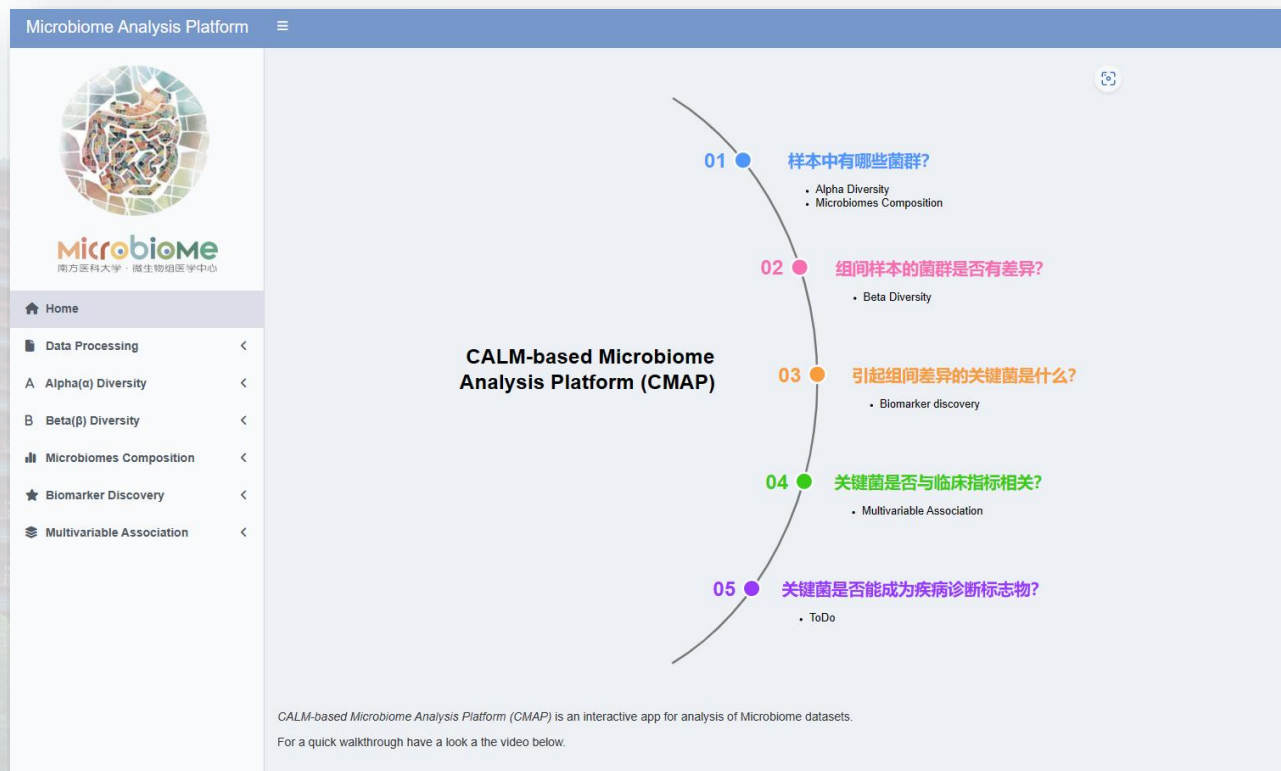 Microbiome Analysis Platform
MicrobioMe
南方医科大学·微生物组医学中心
Home
Data Processing
A Alpha(α) Diversity
B Beta(β) Diversity
Microbiomes Composition
Biomarker Discovery
Multivariable Association
CALM-based Microbiome
Analysis Platform (CMAP)
01 样本中有哪些菌群?
• Alpha Diversity
• Microbiomes Composition
02 组间样本的菌群是否有差异?
• Beta Diversity
03 引起组间差异的关键菌是什么?
• Biomarker discovery
04 关键菌是否与临床指标相关?
• Multivariable Association
05 关键菌是否能成为疾病诊断标志物?
• ToDo
CALM-based Microbiome Analysis Platform (CMAP) is an interactive app for analysis of Microbiome datasets.
For a quick walkthrough have a look a the video below.